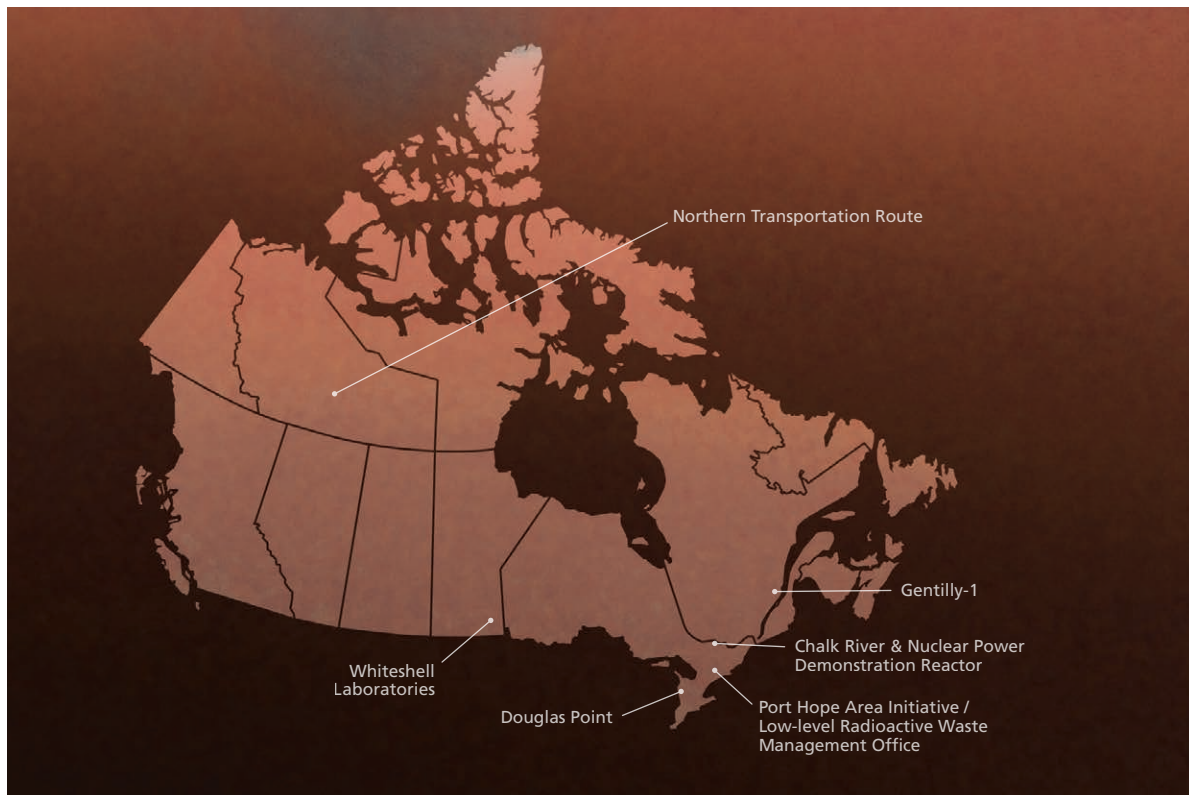 Northern Transportation Route
Gentilly-1
Chalk River & Nuclear Power
Demonstration Reactor
Whiteshell
Laboratories
Port Hope Area Initiative /
Low-level Radioactive Waste
Management Office
Douglas Point